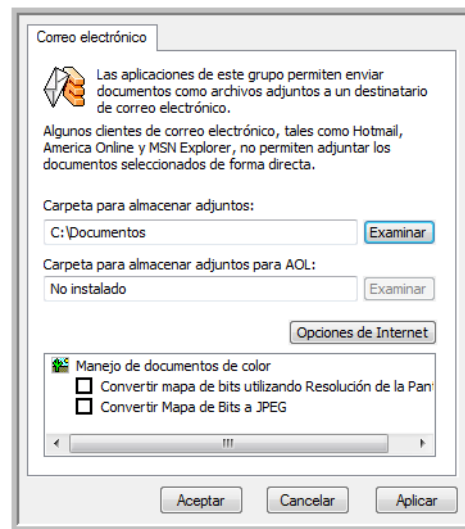 Correo electrónico
Las aplicaciones de este grupo permiten enviar
documentos como archivos adjuntos a un destinatario
de correo electrónico.
Algunos clientes de correo electrónico, tales como Hotmail,
America Online y MSN Explorer, no permiten adjuntar los
documentos seleccionados de forma directa.
Carpeta para almacenar adjuntos:
C:\Documentos
Examinar
Carpeta para almacenar adjuntos para AOL:
No instalado
Examinar
Opciones de Internet
Manejo de documentos de color
Convertir mapa de bits utilizando Resolución de la Pan
Convertir Mapa de Bits a JPEG
Aceptar
Cancelar
Aplicar